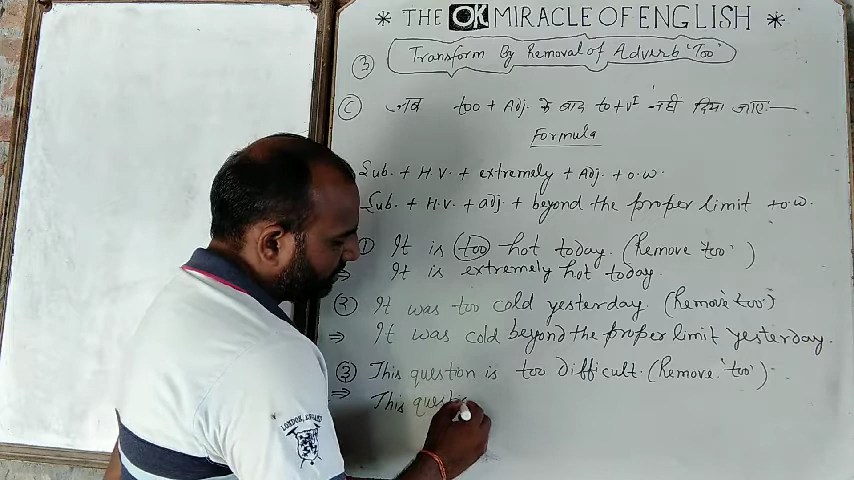 * THE OK MIRACLE OF ENGLISH *
③ Transform By Removal of Adverb 'Too'
Ⓒ जब too + Adj. के बाद to + V¹ नहीं दिया जाए —
Formula
Sub. + H.V. + extremely + Adj. + o.w.
Sub. + H.V. + adj + beyond the proper limit + o.w.
① It is too hot today. (Remove 'too')
⇒ It is extremely hot today.
② It was too cold yesterday. (Remove 'too')
⇒ It was cold beyond the proper limit yesterday.
③ This question is too difficult. (Remove 'too')
⇒ This questi
LONDON, ENGLAND